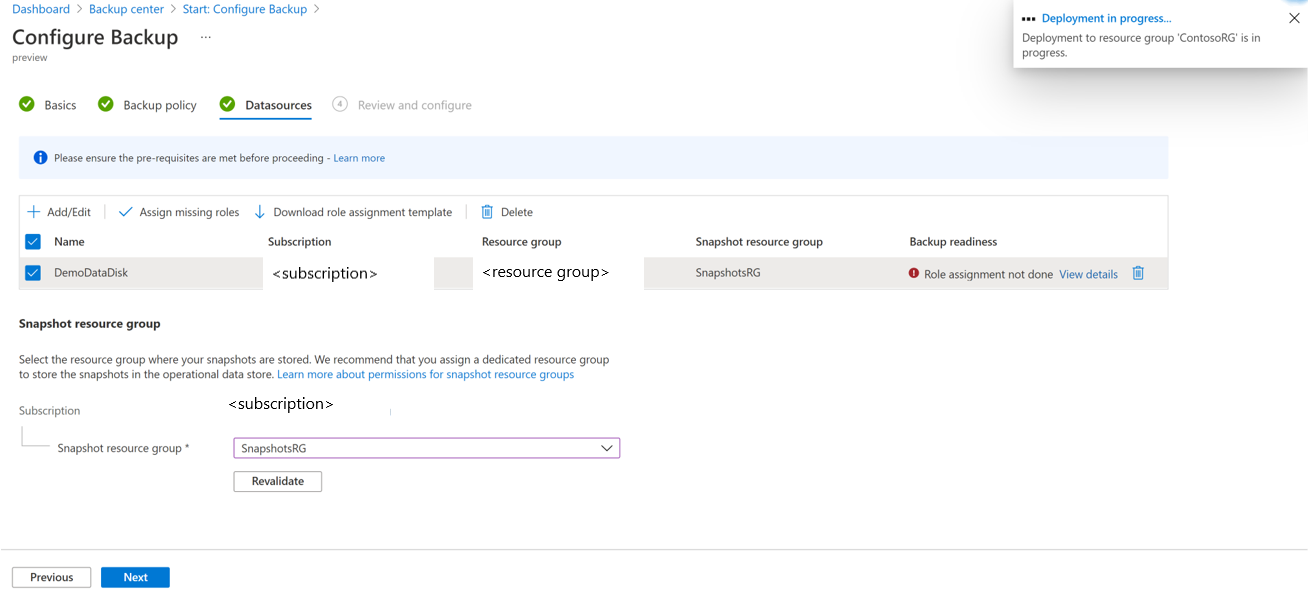 Dashboard > Backup center > Start: Configure Backup >
Configure Backup ...
preview
Deployment in progress...
Deployment to resource group 'ContosoRG' is in
progress.
Basics Backup policy Datasources 4 Review and configure
Please ensure the pre-requisites are met before proceeding - Learn more
Add/Edit Assign missing roles Download role assignment template Delete
Name Subscription Resource group Snapshot resource group Backup readiness
DemoDataDisk <subscription> <resource group> SnapshotsRG Role assignment not done View details
Snapshot resource group
Select the resource group where your snapshots are stored. We recommend that you assign a dedicated resource group
to store the snapshots in the operational data store. Learn more about permissions for snapshot resource groups
Subscription <subscription>
Snapshot resource group * SnapshotsRG
Revalidate
Previous Next